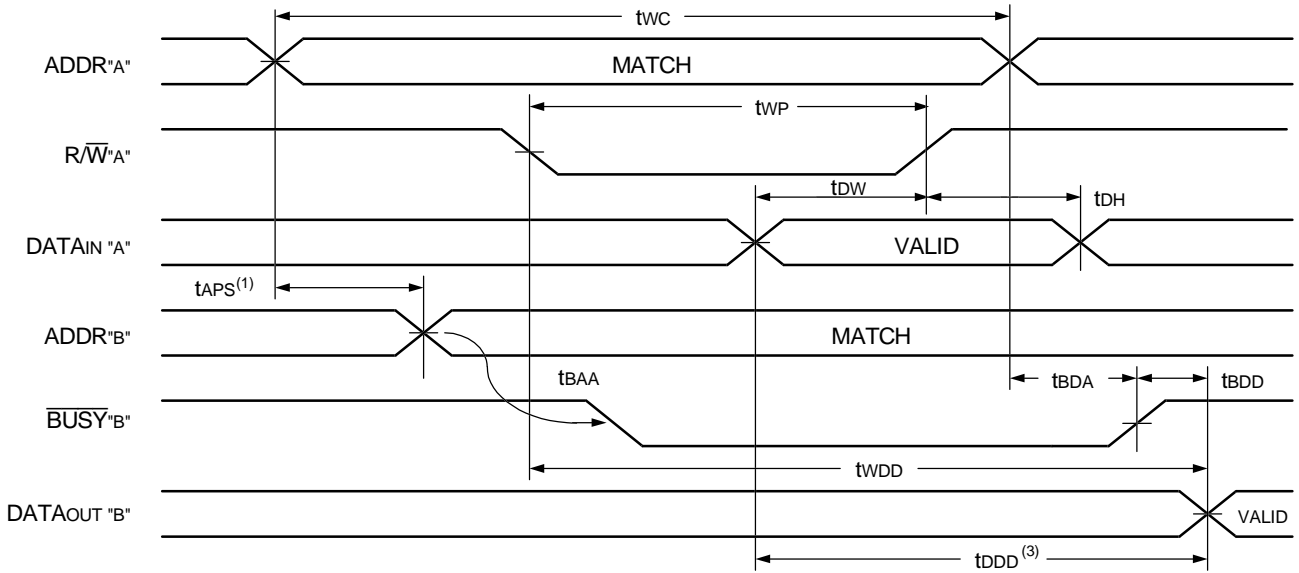 tWC
ADDR"A"
MATCH
tWP
R/W̅"A"
tDW
tDH
DATAIN "A"
VALID
tAPS(1)
ADDR"B"
MATCH
tBAA
tBDA
tBDD
B̅U̅S̅Y̅"B"
tWDD
DATAOUT "B"
VALID
tDDD (3)